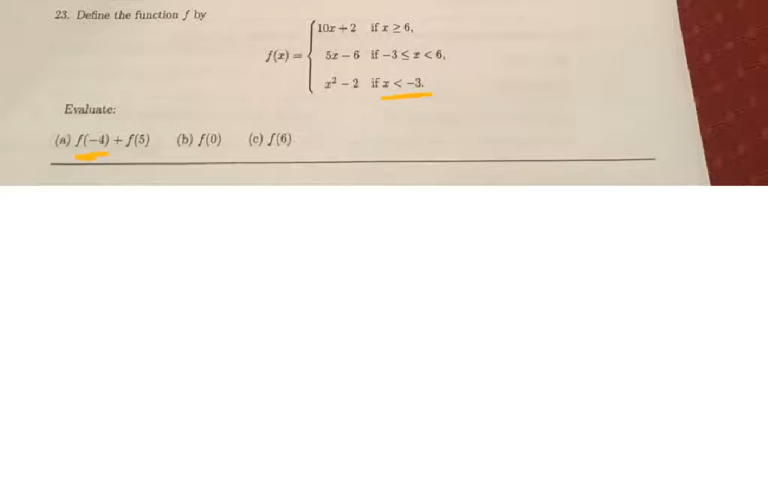 23. Define the function f by
f(x) = { 10x + 2 if x ≥ 6,
5x − 6 if −3 ≤ x < 6,
x² − 2 if x < −3.
Evaluate:
(a) f(−4) + f(5) (b) f(0) (c) f(6)